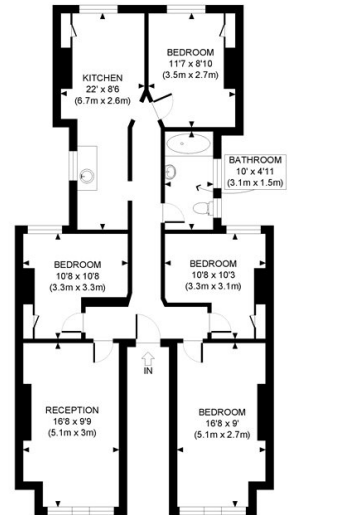 BEDROOM
11'7 x 8'10
(3.5m x 2.7m)
KITCHEN
22' x 8'6
(6.7m x 2.6m)
BATHROOM
10' x 4'11
(3.1m x 1.5m)
BEDROOM
10'8 x 10'8
(3.3m x 3.3m)
BEDROOM
10'8 x 10'3
(3.3m x 3.1m)
IN
RECEPTION
16'8 x 9'9
(5.1m x 3m)
BEDROOM
16'8 x 9'
(5.1m x 2.7m)